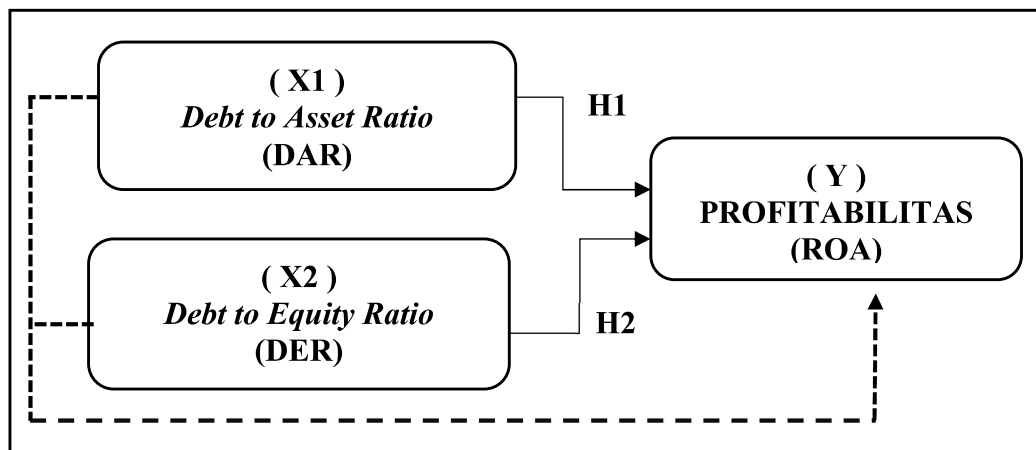 ( X1 )
Debt to Asset Ratio
(DAR)
H1
( Y )
PROFITABILITAS
(ROA)
( X2 )
Debt to Equity Ratio
(DER)
H2